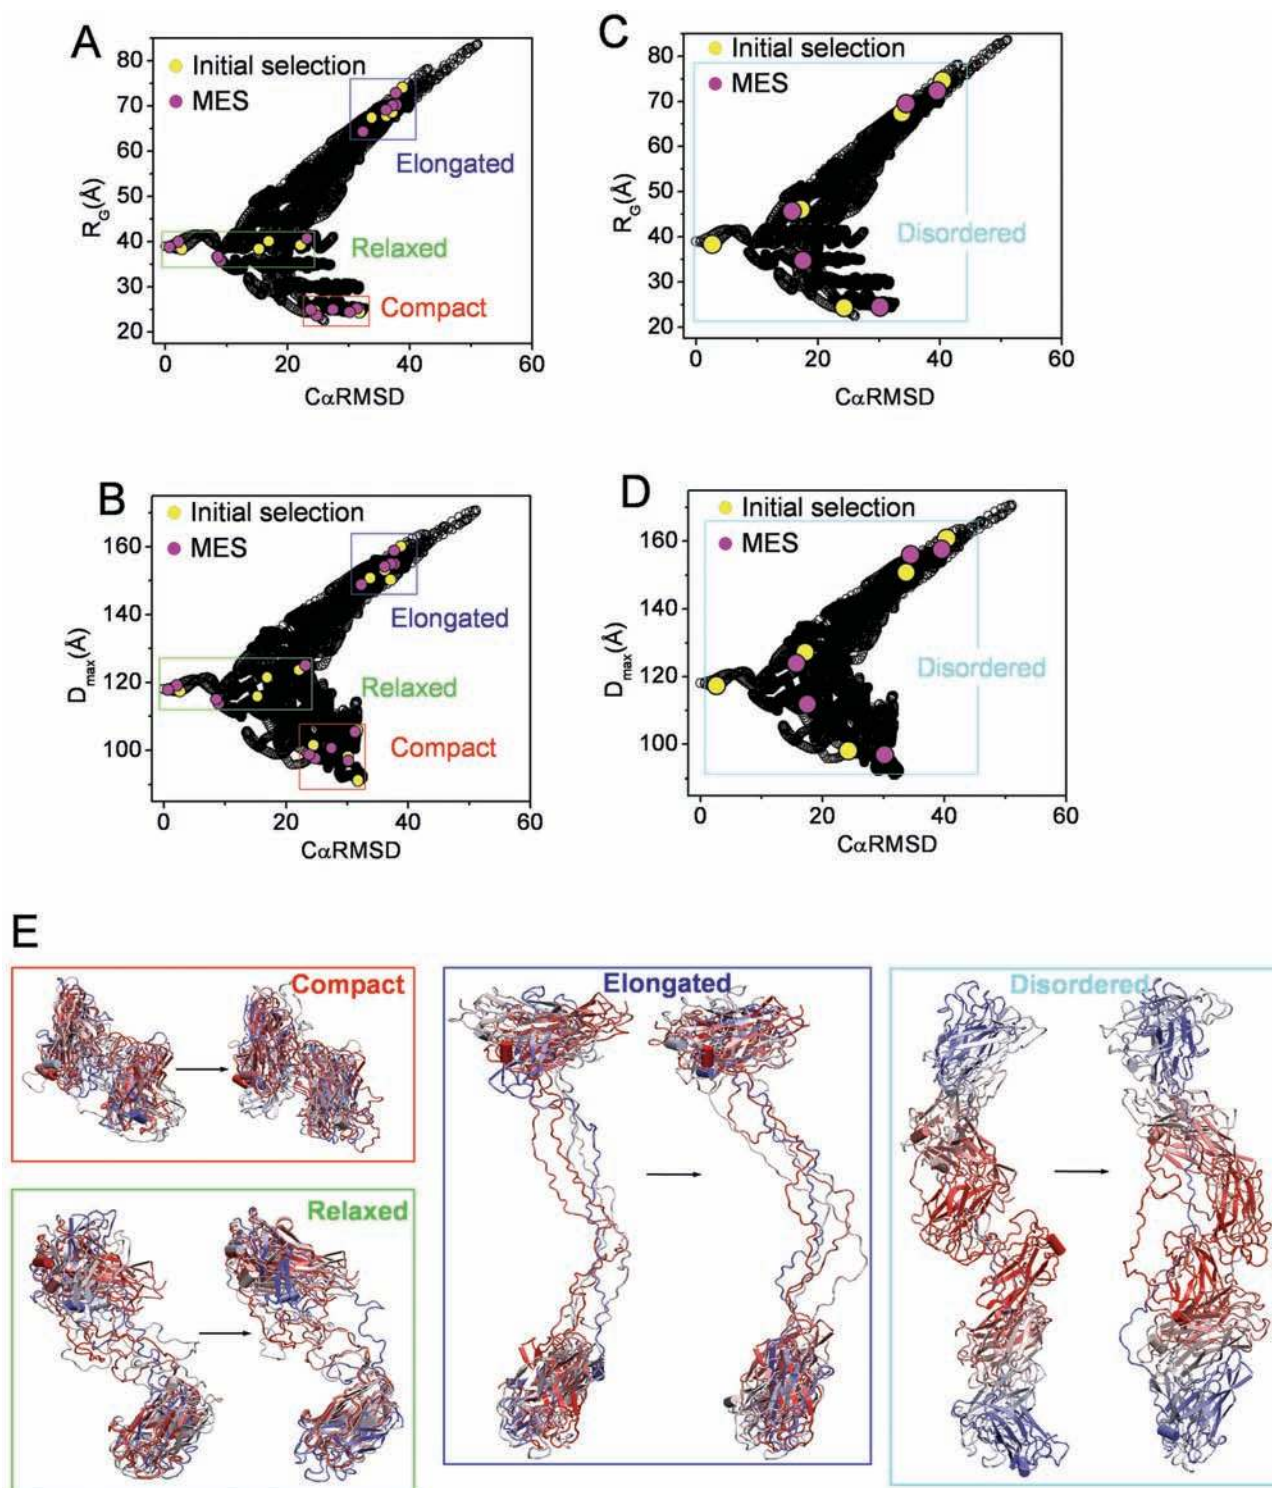 A
Initial selection
MES
Elongated
Relaxed
Compact
R_G(Å)
80
70
60
50
40
30
20
0
20
40
60
CαRMSD
C
Initial selection
MES
Disordered
R_G(Å)
80
70
60
50
40
30
20
0
20
40
60
CαRMSD
B
Initial selection
MES
Elongated
Relaxed
Compact
D_max(Å)
160
140
120
100
0
20
40
60
CαRMSD
D
Initial selection
MES
Disordered
D_max(Å)
160
140
120
100
0
20
40
60
CαRMSD
E
Compact
Relaxed
Elongated
Disordered